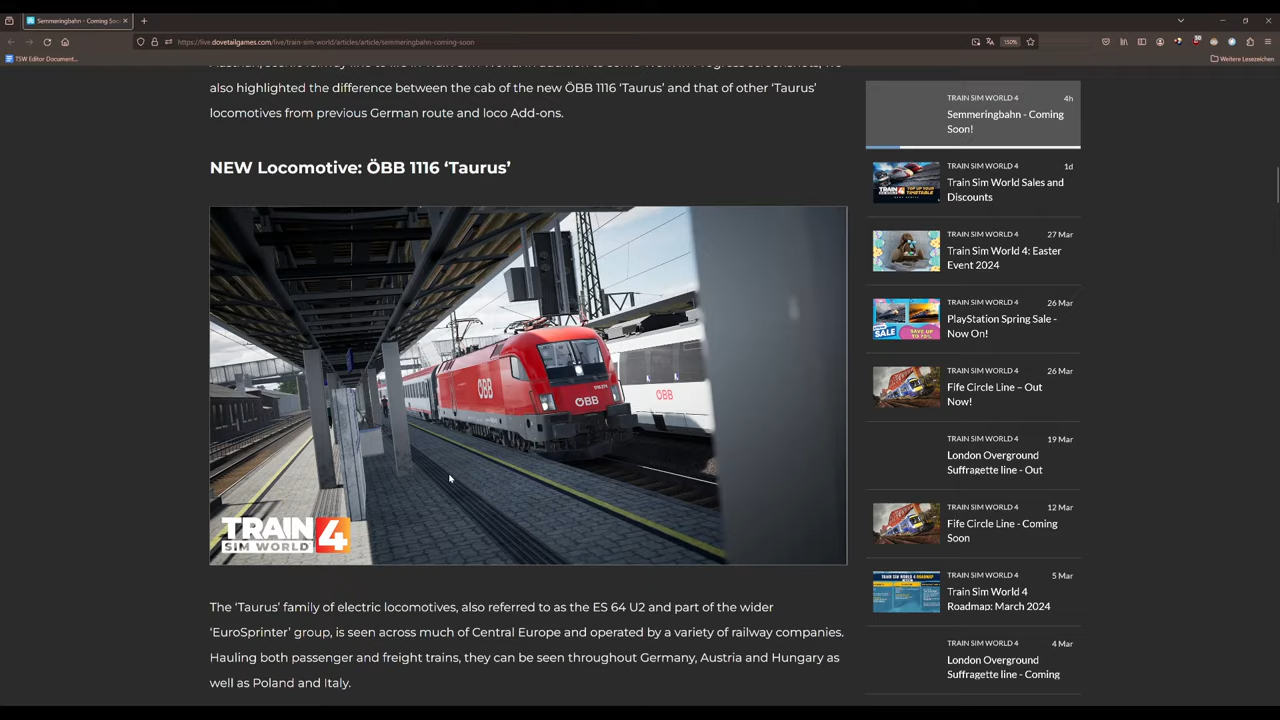 Semmeringbahn - Coming Soo
https://live.dovetailgames.com/live/train-sim-world/articles/article/semmeringbahn-coming-soon
150%
TSW Editor Document...
Weitere Lesezeichen
also highlighted the difference between the cab of the new ÖBB 1116 ‘Taurus’ and that of other ‘Taurus’
locomotives from previous German route and loco Add-ons.
NEW Locomotive: ÖBB 1116 ‘Taurus’
ÖBB
ÖBB
ÖBB
TRAIN
SIM WORLD 4
The ‘Taurus’ family of electric locomotives, also referred to as the ES 64 U2 and part of the wider
‘EuroSprinter’ group, is seen across much of Central Europe and operated by a variety of railway companies.
Hauling both passenger and freight trains, they can be seen throughout Germany, Austria and Hungary as
well as Poland and Italy.
TRAIN SIM WORLD 4 4h
Semmeringbahn - Coming
Soon!
TRAIN SIM WORLD 4 1d
Train Sim World Sales and
Discounts
TRAIN SIM WORLD 4 27 Mar
Train Sim World 4: Easter
Event 2024
TRAIN SIM WORLD 4 26 Mar
PlayStation Spring Sale -
Now On!
SALE
TRAIN SIM WORLD 4 26 Mar
Fife Circle Line – Out
Now!
TRAIN SIM WORLD 4 19 Mar
London Overground
Suffragette line - Out
TRAIN SIM WORLD 4 12 Mar
Fife Circle Line - Coming
Soon
TRAIN SIM WORLD 4 5 Mar
Train Sim World 4
Roadmap: March 2024
TRAIN SIM WORLD 4 4 Mar
London Overground
Suffragette line - Coming